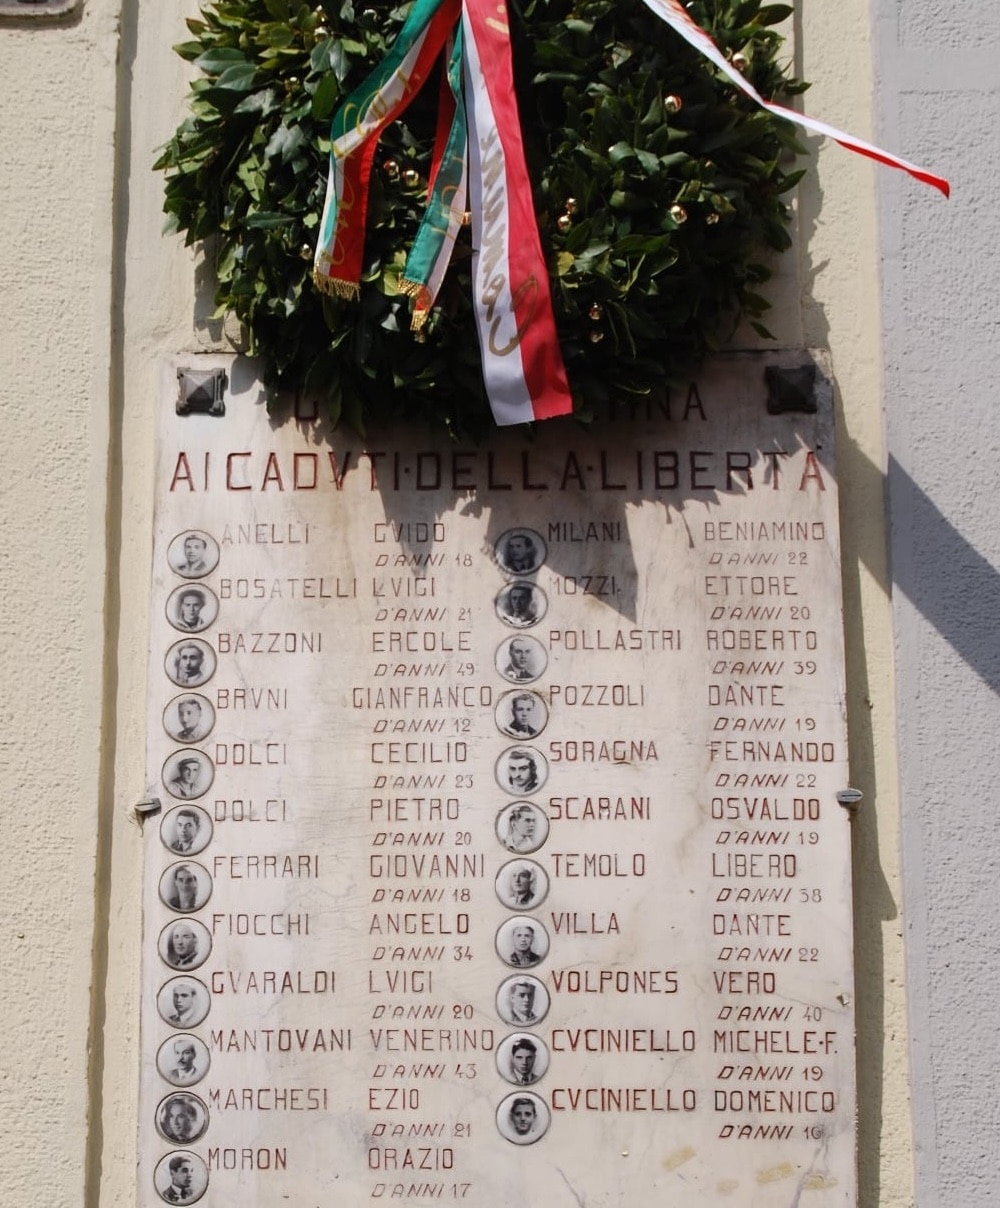 AI CADVTI·DELLA·LIBERTÀ
ANELLI GVIDO
D'ANNI 18
BOSATELLI LVIGI
D'ANNI 21
BAZZONI ERCOLE
D'ANNI 49
BRVNI GIANFRANCO
D'ANNI 12
DOLCI CECILIO
D'ANNI 23
DOLCI PIETRO
D'ANNI 20
FERRARI GIOVANNI
D'ANNI 18
FIOCCHI ANGELO
D'ANNI 34
GVARALDI LVIGI
D'ANNI 20
MANTOVANI VENERINO
D'ANNI 43
MARCHESI EZIO
D'ANNI 21
MORON ORAZIO
D'ANNI 17
MILANI BENIAMINO
D'ANNI 22
MOZZI ETTORE
D'ANNI 20
POLLASTRI ROBERTO
D'ANNI 39
POZZOLI DANTE
D'ANNI 19
SORAGNA FERNANDO
D'ANNI 22
SCARANI OSVALDO
D'ANNI 19
TEMOLO LIBERO
D'ANNI 38
VILLA DANTE
D'ANNI 22
VOLPONES VERO
D'ANNI 40
CVCINIELLO MICHELE·F.
D'ANNI 19
CVCINIELLO DOMENICO
D'ANNI